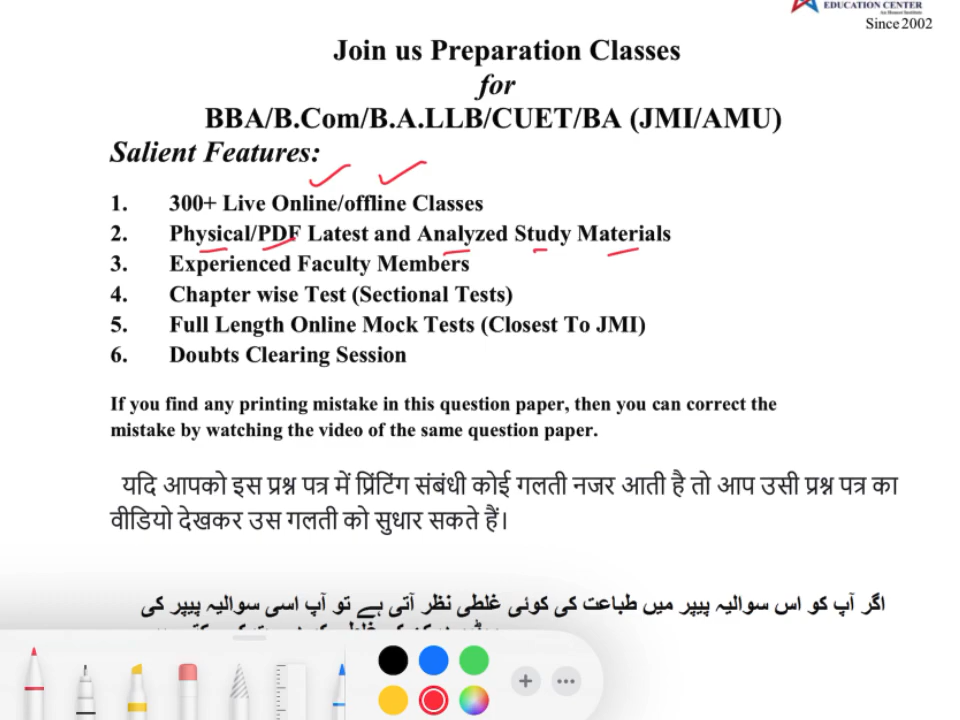 EDUCATION CENTER
Since 2002
Join us Preparation Classes
for
BBA/B.Com/B.A.LLB/CUET/BA (JMI/AMU)
Salient Features:
1. 300+ Live Online/offline Classes
2. Physical/PDF Latest and Analyzed Study Materials
3. Experienced Faculty Members
4. Chapter wise Test (Sectional Tests)
5. Full Length Online Mock Tests (Closest To JMI)
6. Doubts Clearing Session
If you find any printing mistake in this question paper, then you can correct the
mistake by watching the video of the same question paper.
यदि आपको इस प्रश्न पत्र में प्रिंटिंग संबंधी कोई गलती नजर आती है तो आप उसी प्रश्न पत्र का
वीडियो देखकर उस गलती को सुधार सकते हैं।
اگر آپ کو اس سوالیہ پیپر میں طباعت کی کوئی غلطی نظر آتی ہے تو آپ اسی سوالیہ پیپر کی